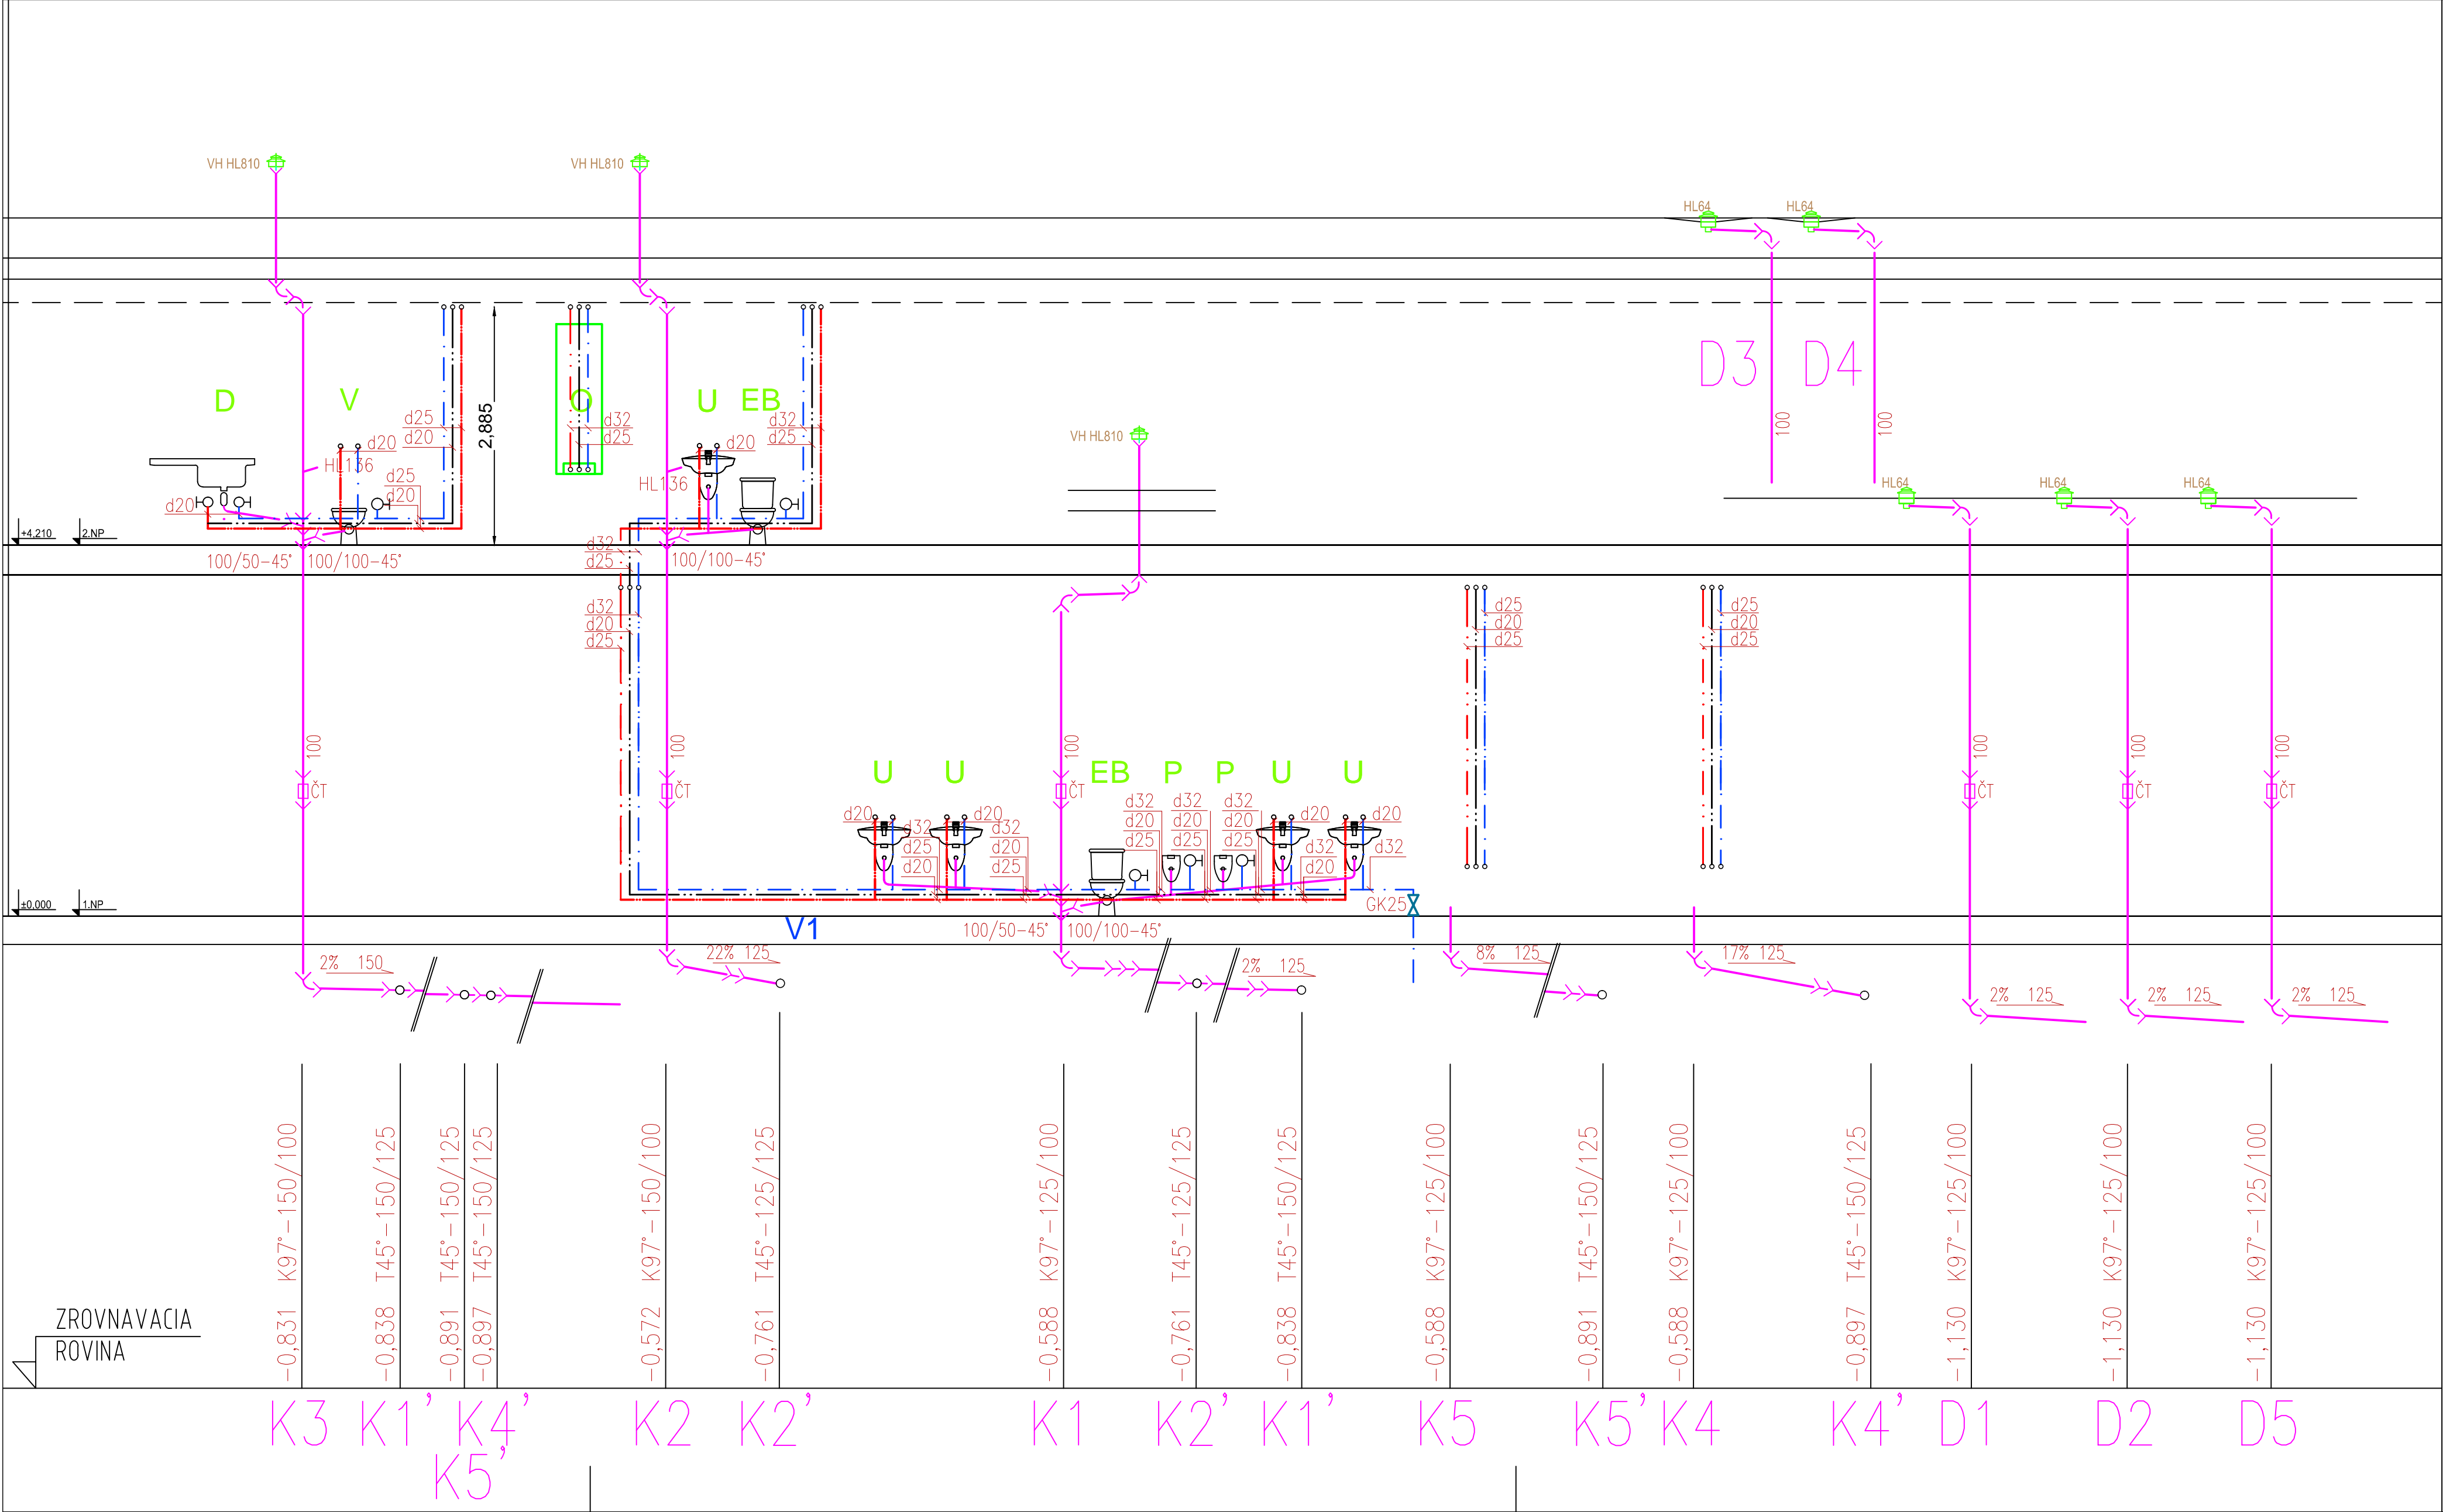 VH HL810
VH HL810
HL64
HL64
D3
D4
100
100
D
V
O
U
EB
2,885
d25
d20
d20
HL136
d25
d20
d20
d32
d25
d20
HL136
d32
d25
VH HL810
HL64
HL64
HL64
+4.210
2.NP
100/50-45°
100/100-45°
d32
d25
100/100-45°
d32
d20
d25
d25
d20
d25
d25
d20
d25
100
ČT
100
ČT
100
ČT
100
ČT
100
ČT
100
ČT
U
U
EB
P
P
U
U
d20
d32
d25
d20
d20
d32
d20
d25
d32
d20
d25
d32
d20
d25
d32
d20
d25
d20
d32
d20
d20
d32
GK25
±0.000
1.NP
V1
100/50-45°
100/100-45°
2% 150
22% 125
2% 125
8% 125
17% 125
2% 125
2% 125
2% 125
-0,831 K97°-150/100
-0,838 T45°-150/125
-0,891 T45°-150/125
-0,897 T45°-150/125
-0,572 K97°-150/100
-0,761 T45°-125/125
-0,588 K97°-125/100
-0,761 T45°-125/125
-0,838 T45°-150/125
-0,588 K97°-125/100
-0,891 T45°-150/125
-0,588 K97°-125/100
-0,897 T45°-150/125
-1,130 K97°-125/100
-1,130 K97°-125/100
-1,130 K97°-125/100
ZROVNAVACIA
ROVINA
K3 K1' K4' K2 K2' K1 K2' K1' K5 K5' K4 K4' D1 D2 D5
K5'